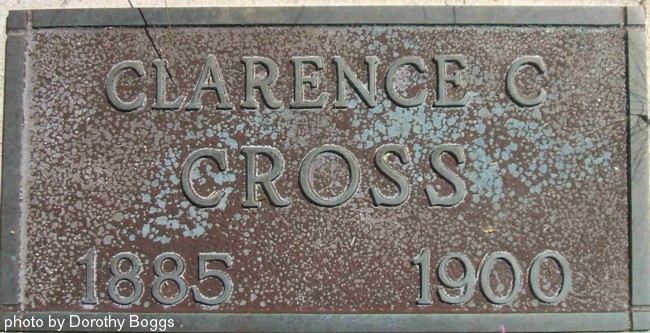 CLARENCE C
CROSS
1885 1900
photo by Dorothy Boggs